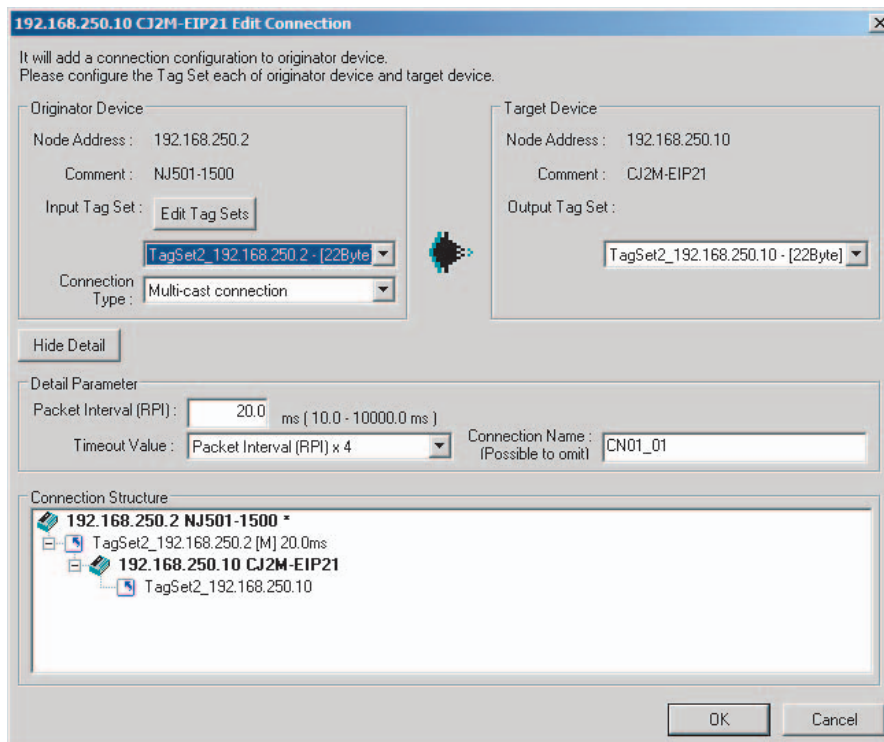 192.168.250.10 CJ2M-EIP21 Edit Connection
It will add a connection configuration to originator device.
Please configure the Tag Set each of originator device and target device.
Originator Device
Node Address : 192.168.250.2
Comment : NJ501-1500
Input Tag Set : Edit Tag Sets
TagSet2_192.168.250.2 - [22Byte
Connection Type : Multi-cast connection
Target Device
Node Address : 192.168.250.10
Comment : CJ2M-EIP21
Output Tag Set :
TagSet2_192.168.250.10 - [22Byte]
Hide Detail
Detail Parameter
Packet Interval (RPI) : 20.0 ms ( 10.0 - 10000.0 ms )
Timeout Value : Packet Interval (RPI) x 4
Connection Name : (Possible to omit) CN01_01
Connection Structure
192.168.250.2 NJ501-1500 *
TagSet2_192.168.250.2 [M] 20.0ms
192.168.250.10 CJ2M-EIP21
TagSet2_192.168.250.10
OK Cancel